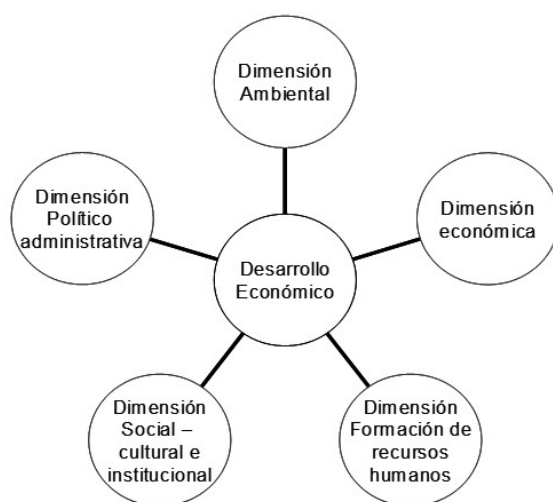 Dimensión
Ambiental
Dimensión
Político
administrativa
Dimensión
económica
Desarrollo
Económico
Dimensión
Social –
cultural e
institucional
Dimensión
Formación de
recursos
humanos